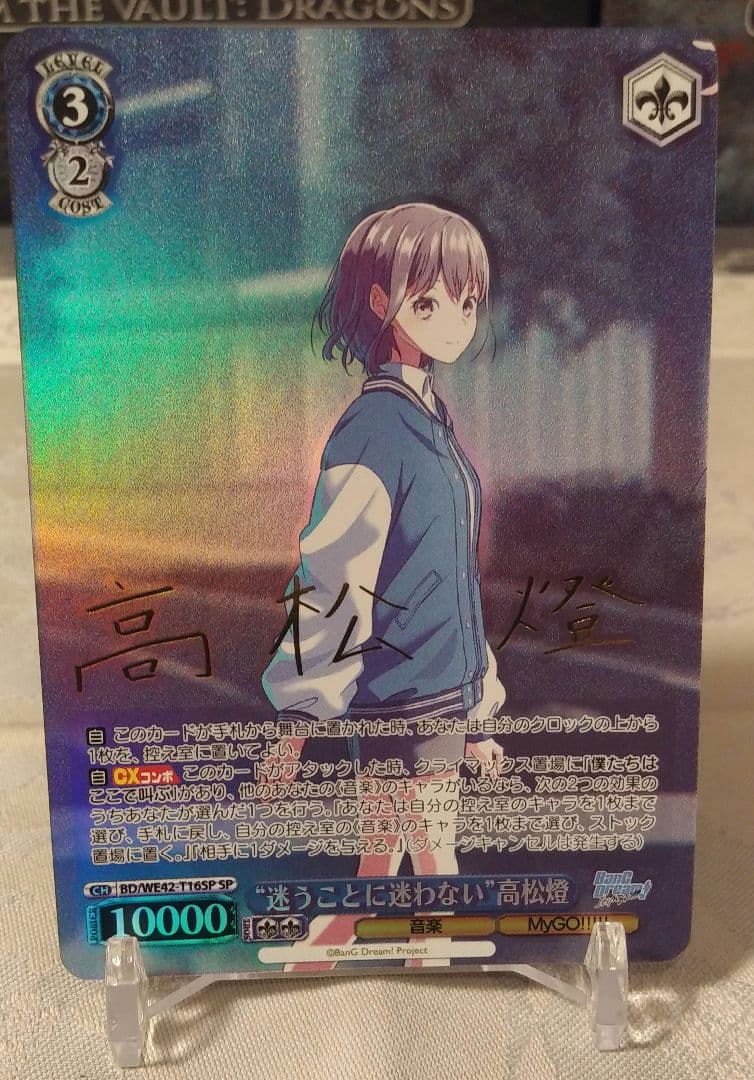 M THE VAULT: DRAGONS
LEVEL
3
2
COST
高松燈
自 このカードが手札から舞台に置かれた時、あなたは自分のクロックの上から
1枚を、控え室に置いてよい。
自 CXコンボ このカードがアタックした時、クライマックス置場に「僕たちは
ここで叫ぶ」があり、他のあなたの《音楽》のキャラがいるなら、次の2つの効果の
うちあなたが選んだ1つを行う。『あなたは自分の控え室のキャラを1枚まで
選び、手札に戻し、自分の控え室の《音楽》のキャラを1枚まで選び、ストック
置場に置く。』『相手に1ダメージを与える。』（ダメージキャンセルは発生する）
CH BD/WE42-T16SP SP
"迷うことに迷わない"高松燈
BanG Dream!
POWER 10000 SOUL 音楽 MyGO!!!!!
©BanG Dream! Project